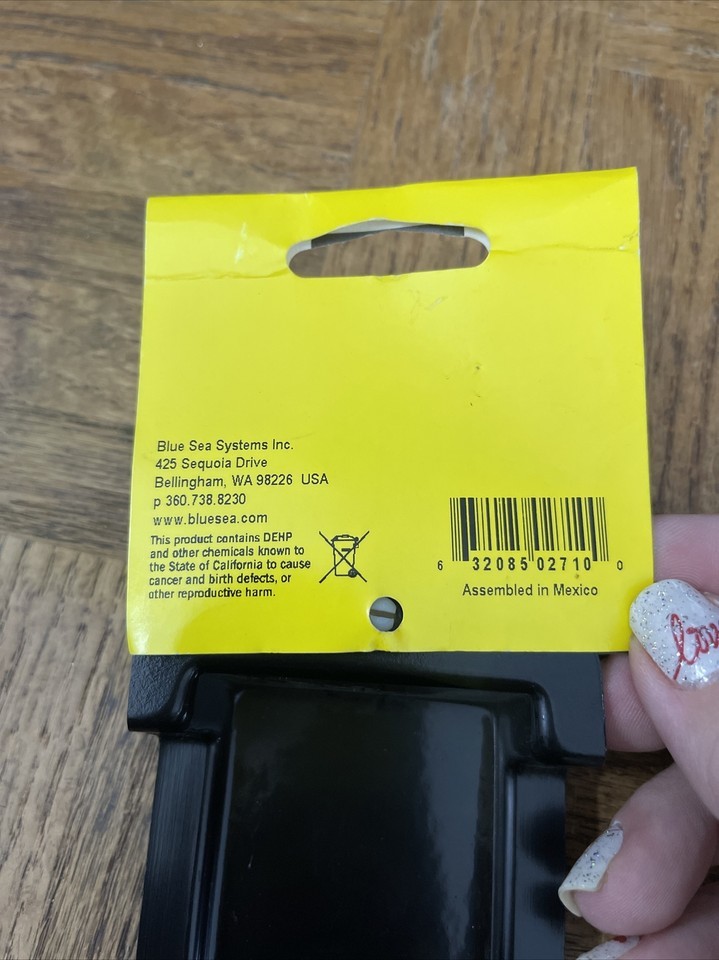 Blue Sea Systems Inc.
425 Sequoia Drive
Bellingham, WA 98226 USA
p 360.738.8230
www.bluesea.com
This product contains DEHP
and other chemicals known to
the State of California to cause
cancer and birth defects, or
other reproductive harm.
6 32085 02710 0
Assembled in Mexico